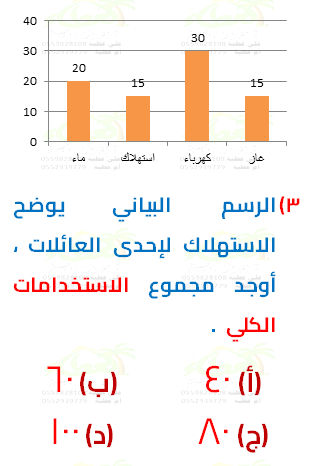 40
30
20
10
0
20
15
30
15
ماء
استهلاك
كهرباء
غاز
٣) الرسم البياني يوضح
الاستهلاك لإحدى العائلات ،
أوجد مجموع الاستخدامات
الكلي .
(أ) ٤٠ (ب) ٦٠
(ج) ٨٠ (د) ١٠٠